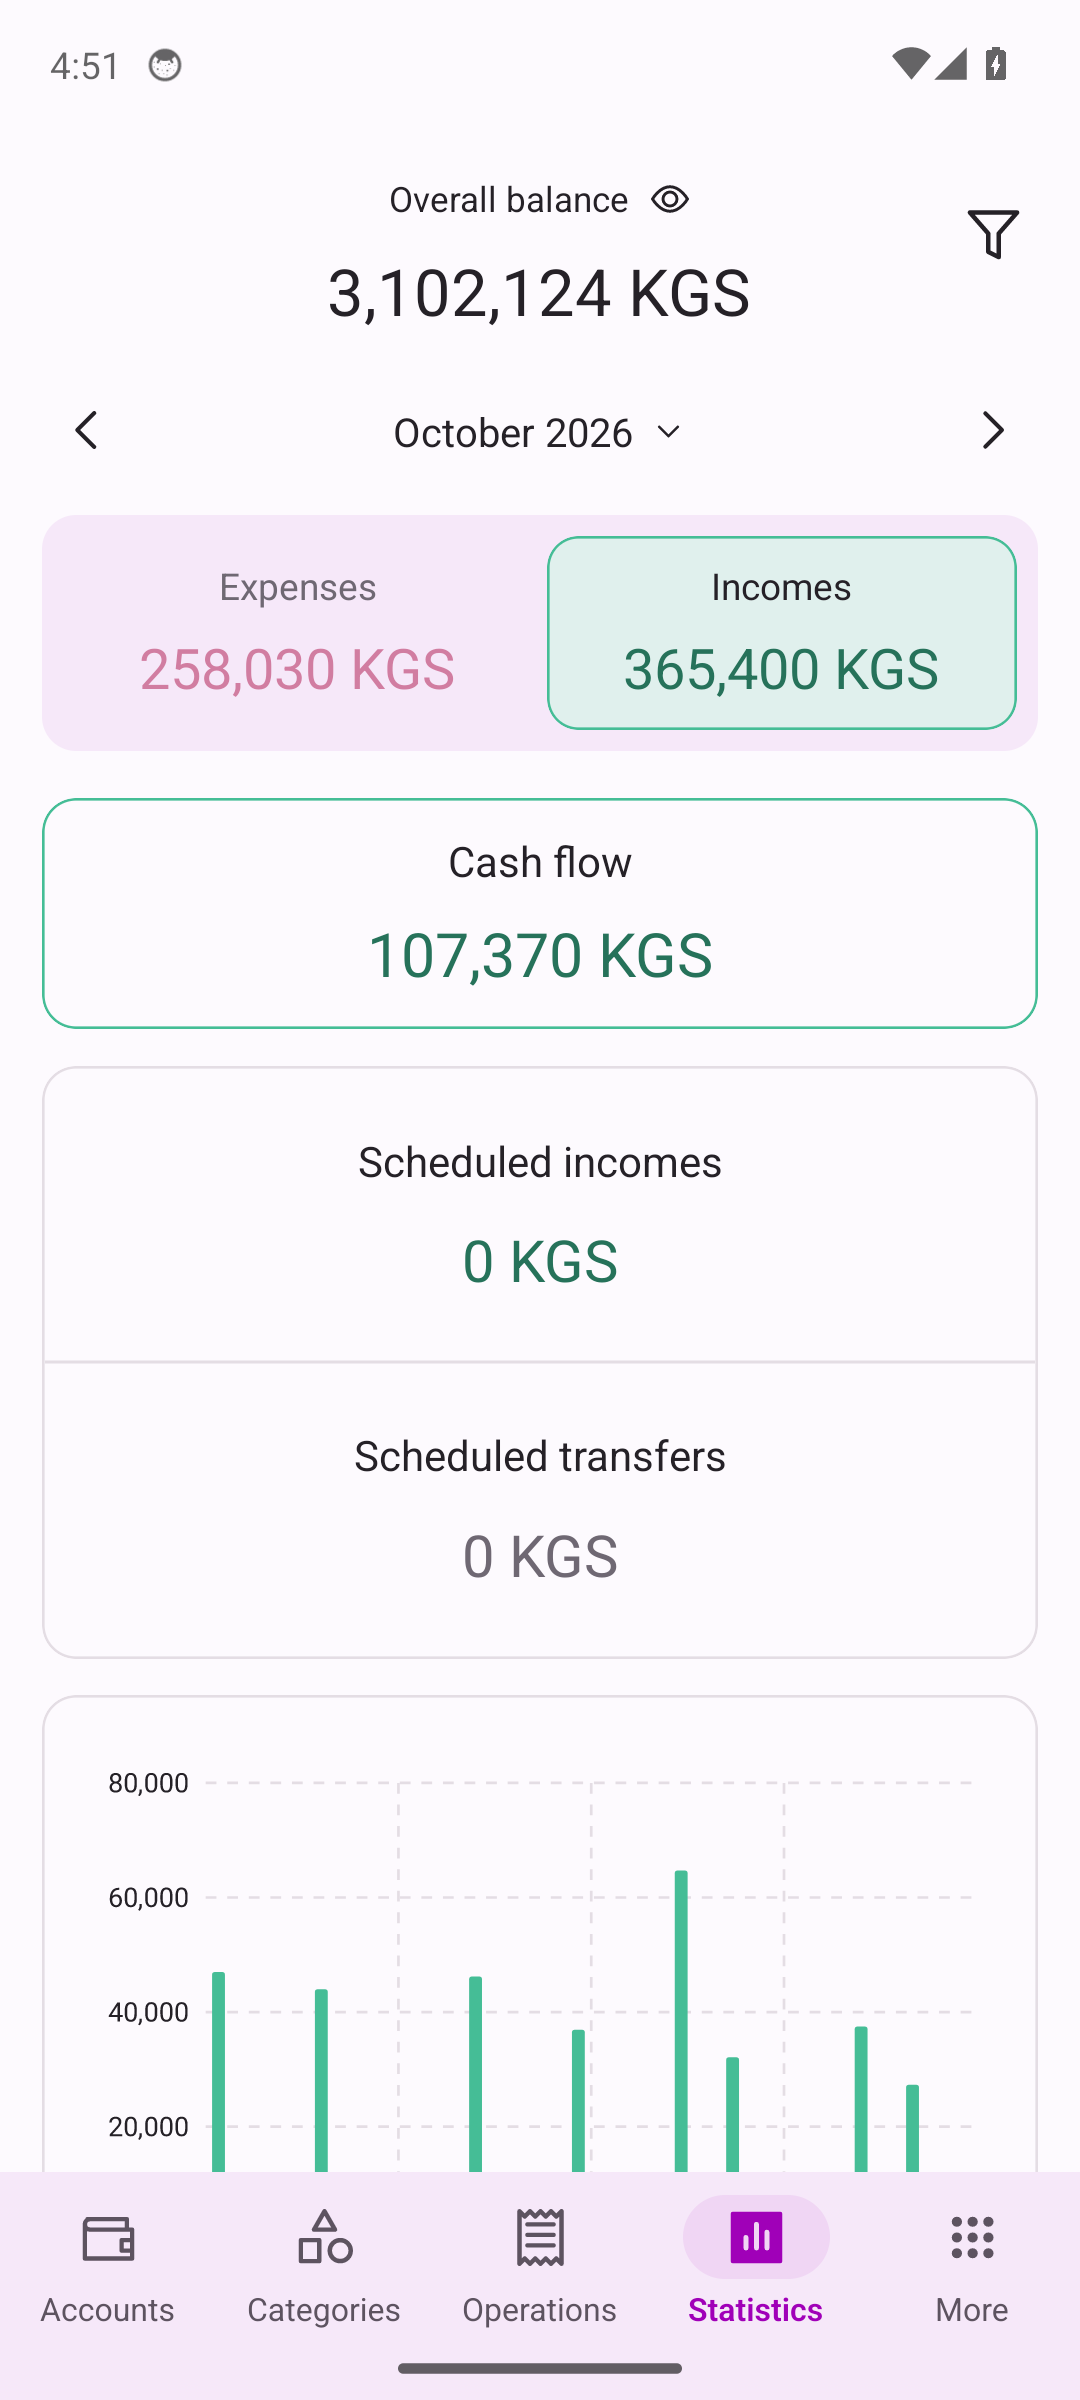 4:51
Overall balance
3,102,124 KGS
October 2026
Expenses
258,030 KGS
Incomes
365,400 KGS
Cash flow
107,370 KGS
Scheduled incomes
0 KGS
Scheduled transfers
0 KGS
80,000
60,000
40,000
20,000
Accounts
Categories
Operations
Statistics
More